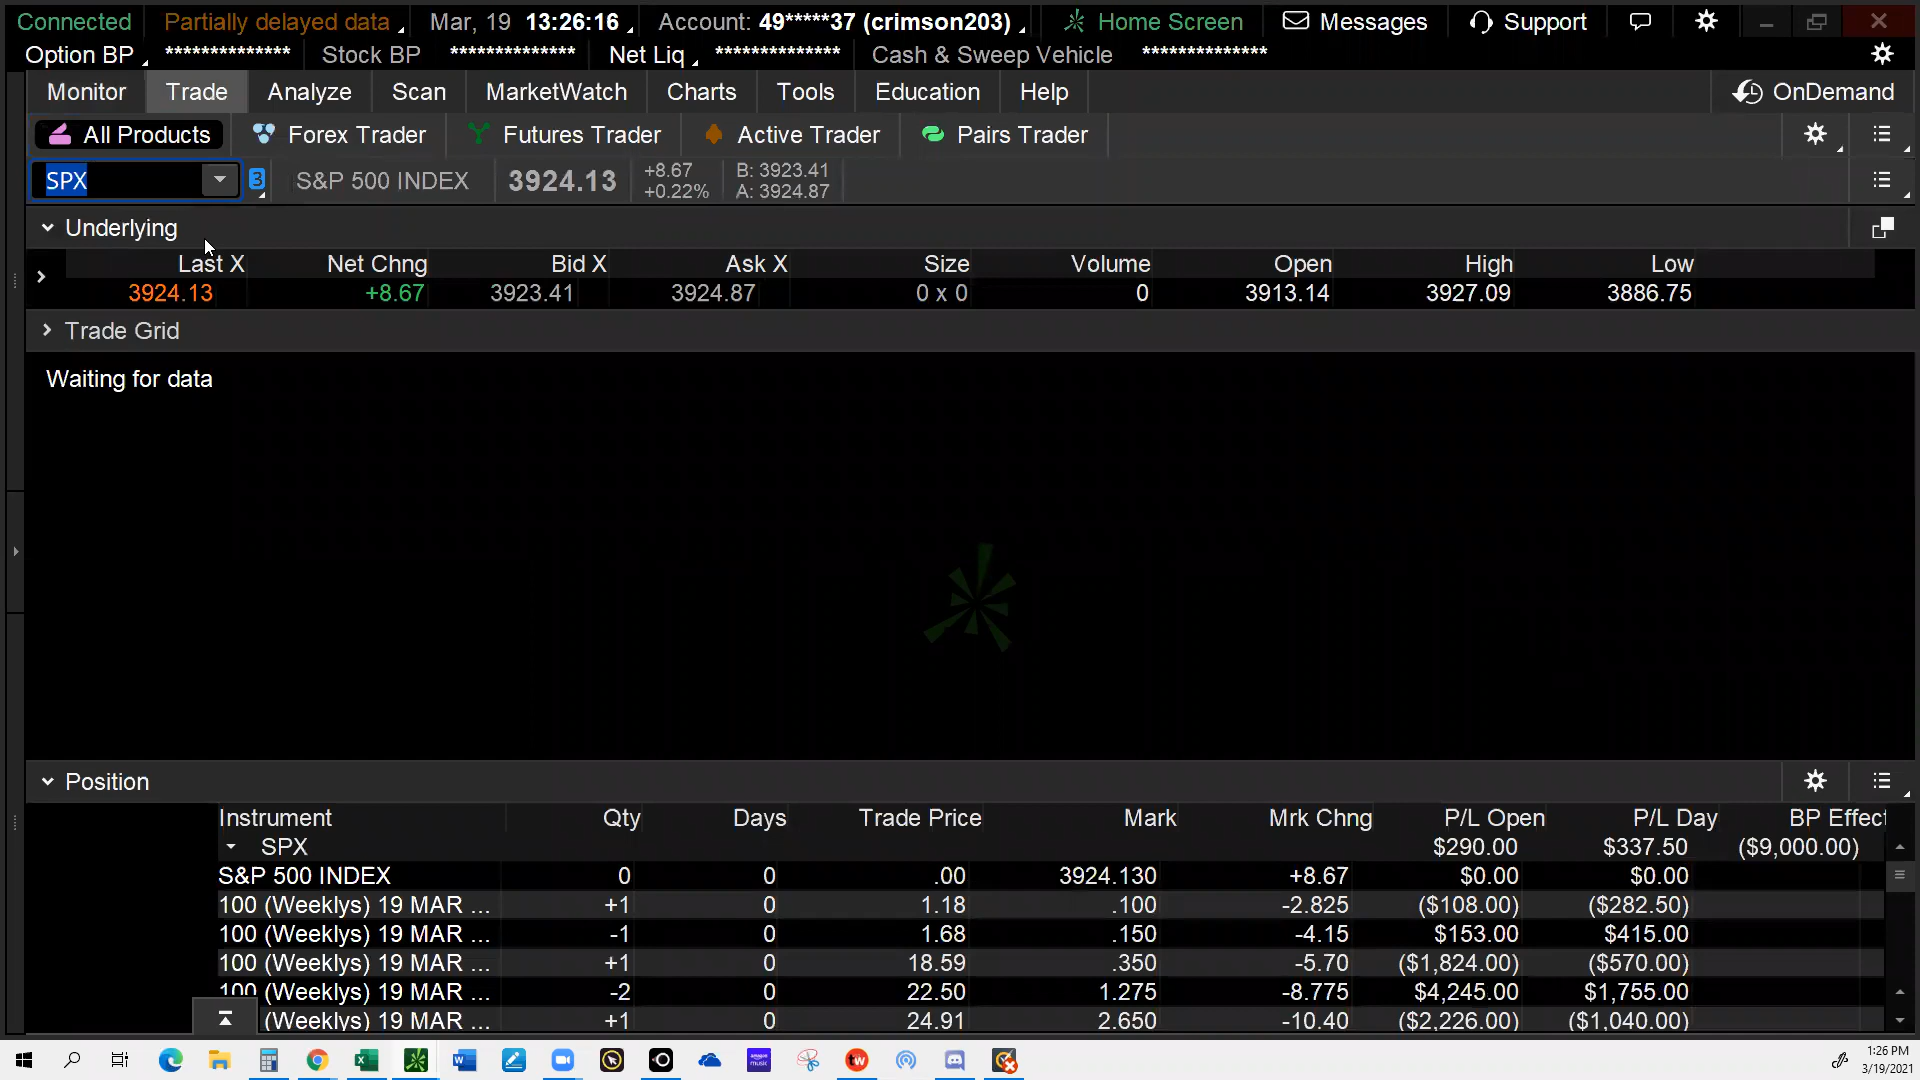 Connected Partially delayed data Mar, 19 13:26:16 Account: 49*****37 (crimson203) Home Screen Messages Support
Option BP ************** Stock BP ************** Net Liq ************** Cash & Sweep Vehicle **************
Monitor Trade Analyze Scan MarketWatch Charts Tools Education Help OnDemand
All Products Forex Trader Futures Trader Active Trader Pairs Trader
SPX 3 S&P 500 INDEX 3924.13 +8.67 +0.22% B: 3923.41 A: 3924.87
Underlying
Last X Net Chng Bid X Ask X Size Volume Open High Low
3924.13 +8.67 3923.41 3924.87 0 x 0 0 3913.14 3927.09 3886.75
Trade Grid
Waiting for data
Position
Instrument Qty Days Trade Price Mark Mrk Chng P/L Open P/L Day BP Effect
SPX $290.00 $337.50 ($9,000.00)
S&P 500 INDEX 0 0 .00 3924.130 +8.67 $0.00 $0.00
100 (Weeklys) 19 MAR ... +1 0 1.18 .100 -2.825 ($108.00) ($282.50)
100 (Weeklys) 19 MAR ... -1 0 1.68 .150 -4.15 $153.00 $415.00
100 (Weeklys) 19 MAR ... +1 0 18.59 .350 -5.70 ($1,824.00) ($570.00)
100 (Weeklys) 19 MAR ... -2 0 22.50 1.275 -8.775 $4,245.00 $1,755.00
(Weeklys) 19 MAR ... +1 0 24.91 2.650 -10.40 ($2,226.00) ($1,040.00)
tw
1:26 PM
3/19/2021